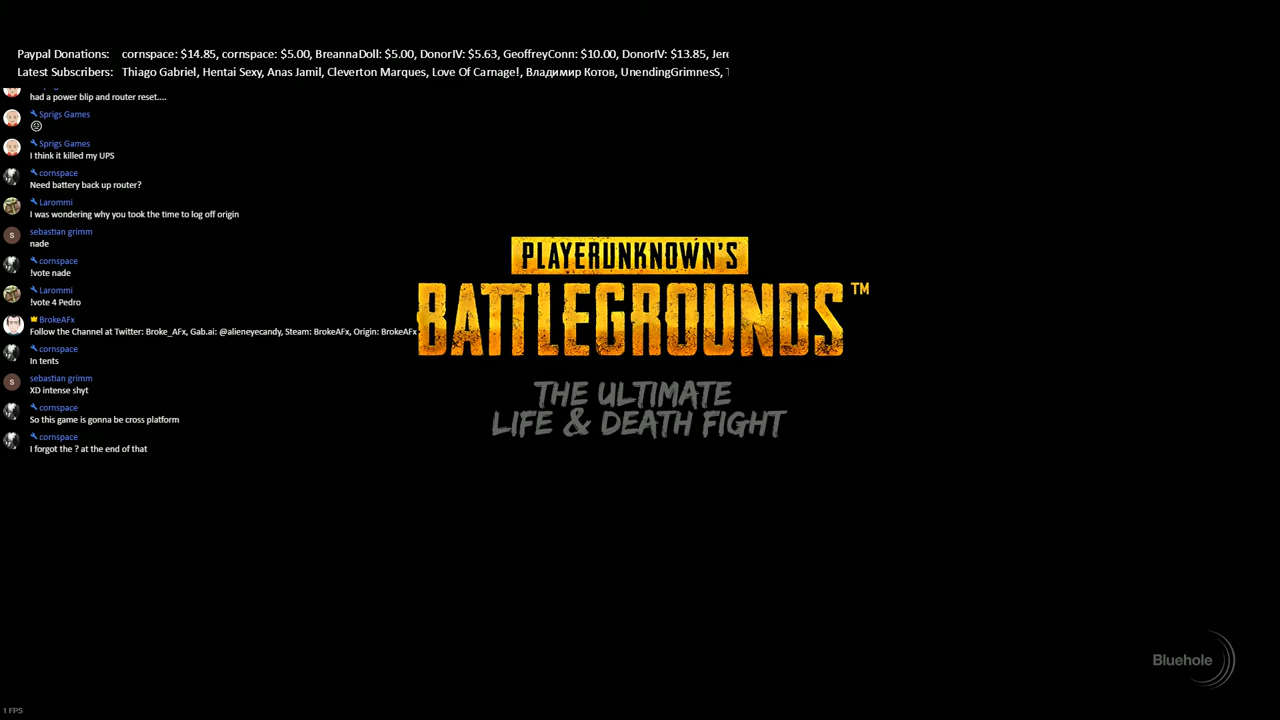 Paypal Donations: cornspace: $14.85, cornspace: $5.00, BreannaDoll: $5.00, DonorIV: $5.63, GeoffreyConn: $10.00, DonorIV: $13.85, Jer
Latest Subscribers: Thiago Gabriel, Hentai Sexy, Anas Jamil, Cleverton Marques, Love Of Carnage!, Владимир Котов, UnendingGrimnesS,
had a power blip and router reset....
Sprigs Games
Sprigs Games
I think it killed my UPS
cornspace
Need battery back up router?
Larommi
I was wondering why you took the time to log off origin
sebastian grimm
nade
cornspace
!vote nade
Larommi
!vote 4 Pedro
BrokeAFx
Follow the Channel at Twitter: Broke_AFx, Gab.ai: @alieneyecandy, Steam: BrokeAFx, Origin: BrokeAFx
cornspace
In tents
sebastian grimm
XD intense shyt
cornspace
So this game is gonna be cross platform
cornspace
I forgot the ? at the end of that
PLAYERUNKNOWN'S
BATTLEGROUNDS™
THE ULTIMATE
LIFE & DEATH FIGHT
Bluehole
1 FPS